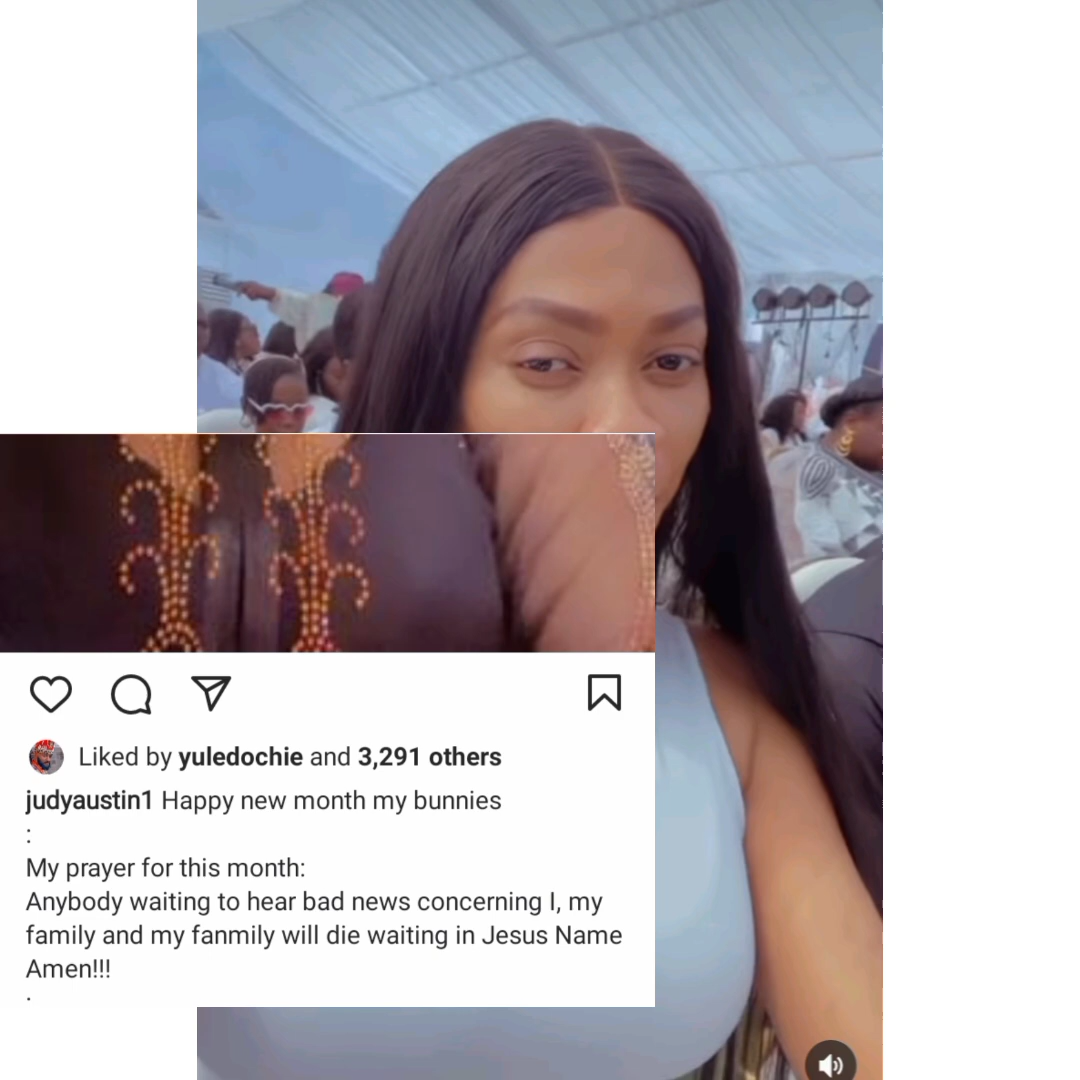 Liked by yuledochie and 3,291 others
judyaustin1 Happy new month my bunnies
:
My prayer for this month:
Anybody waiting to hear bad news concerning I, my
family and my fanmily will die waiting in Jesus Name
Amen!!!
.